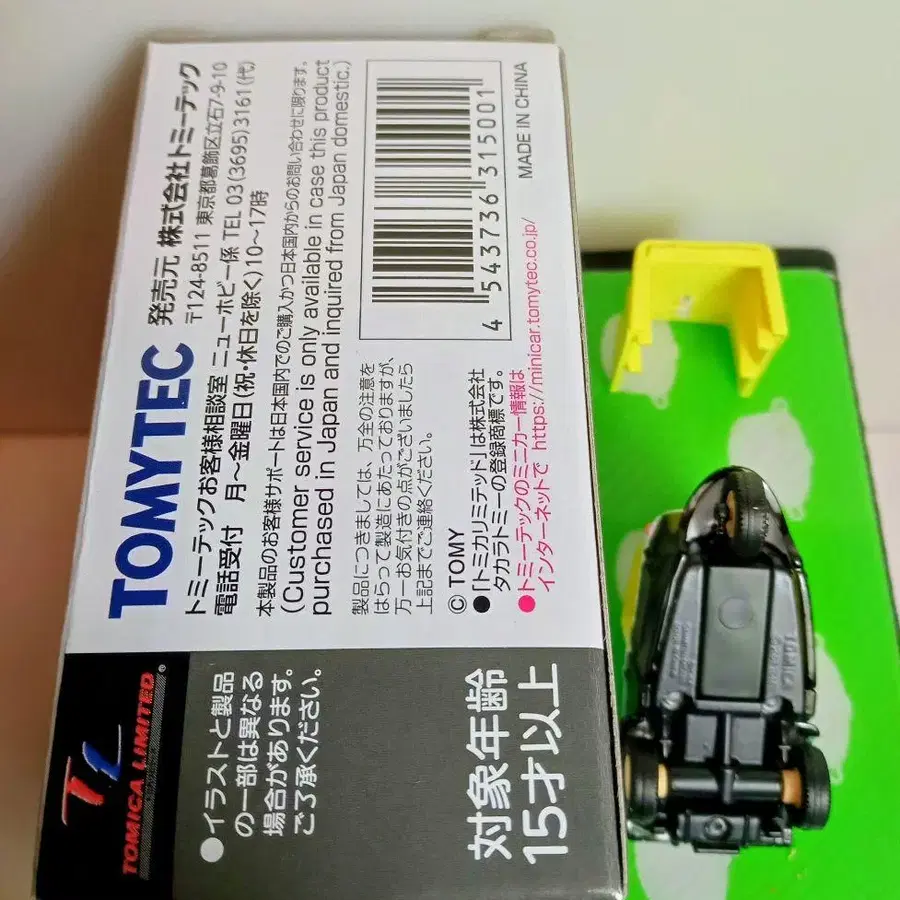 TOMYTEC
発売元 株式会社トミーテック
〒124-8511 東京都葛飾区立石7-9-10
トミーテックお客様相談室 ニューホビー係 TEL 03(3695)3161(代)
電話受付 月～金曜日(祝・休日を除く)10～17時
本製品のお客様サポートは日本国内でのご購入かつ日本国内からのお問い合わせに限ります。
(Customer service is only available in case this product
purchased in Japan and inquired from Japan domestic.)
製品につきましては、万全の注意を
はらって製造にあたっておりますが、
万一お気付きの点がございましたら
上記までご連絡ください。
© TOMY
●「トミカリミテッド」は株式会社
タカラトミーの登録商標です。
●トミーテックのミニカー情報は
インターネットで https://minicar.tomytec.co.jp/
4 543736 315001
MADE IN CHINA
TL
TOMICA LIMITED®
●イラストと製品
の一部は異なる
場合があります。
ご了承ください。
対象年齢
15才以上